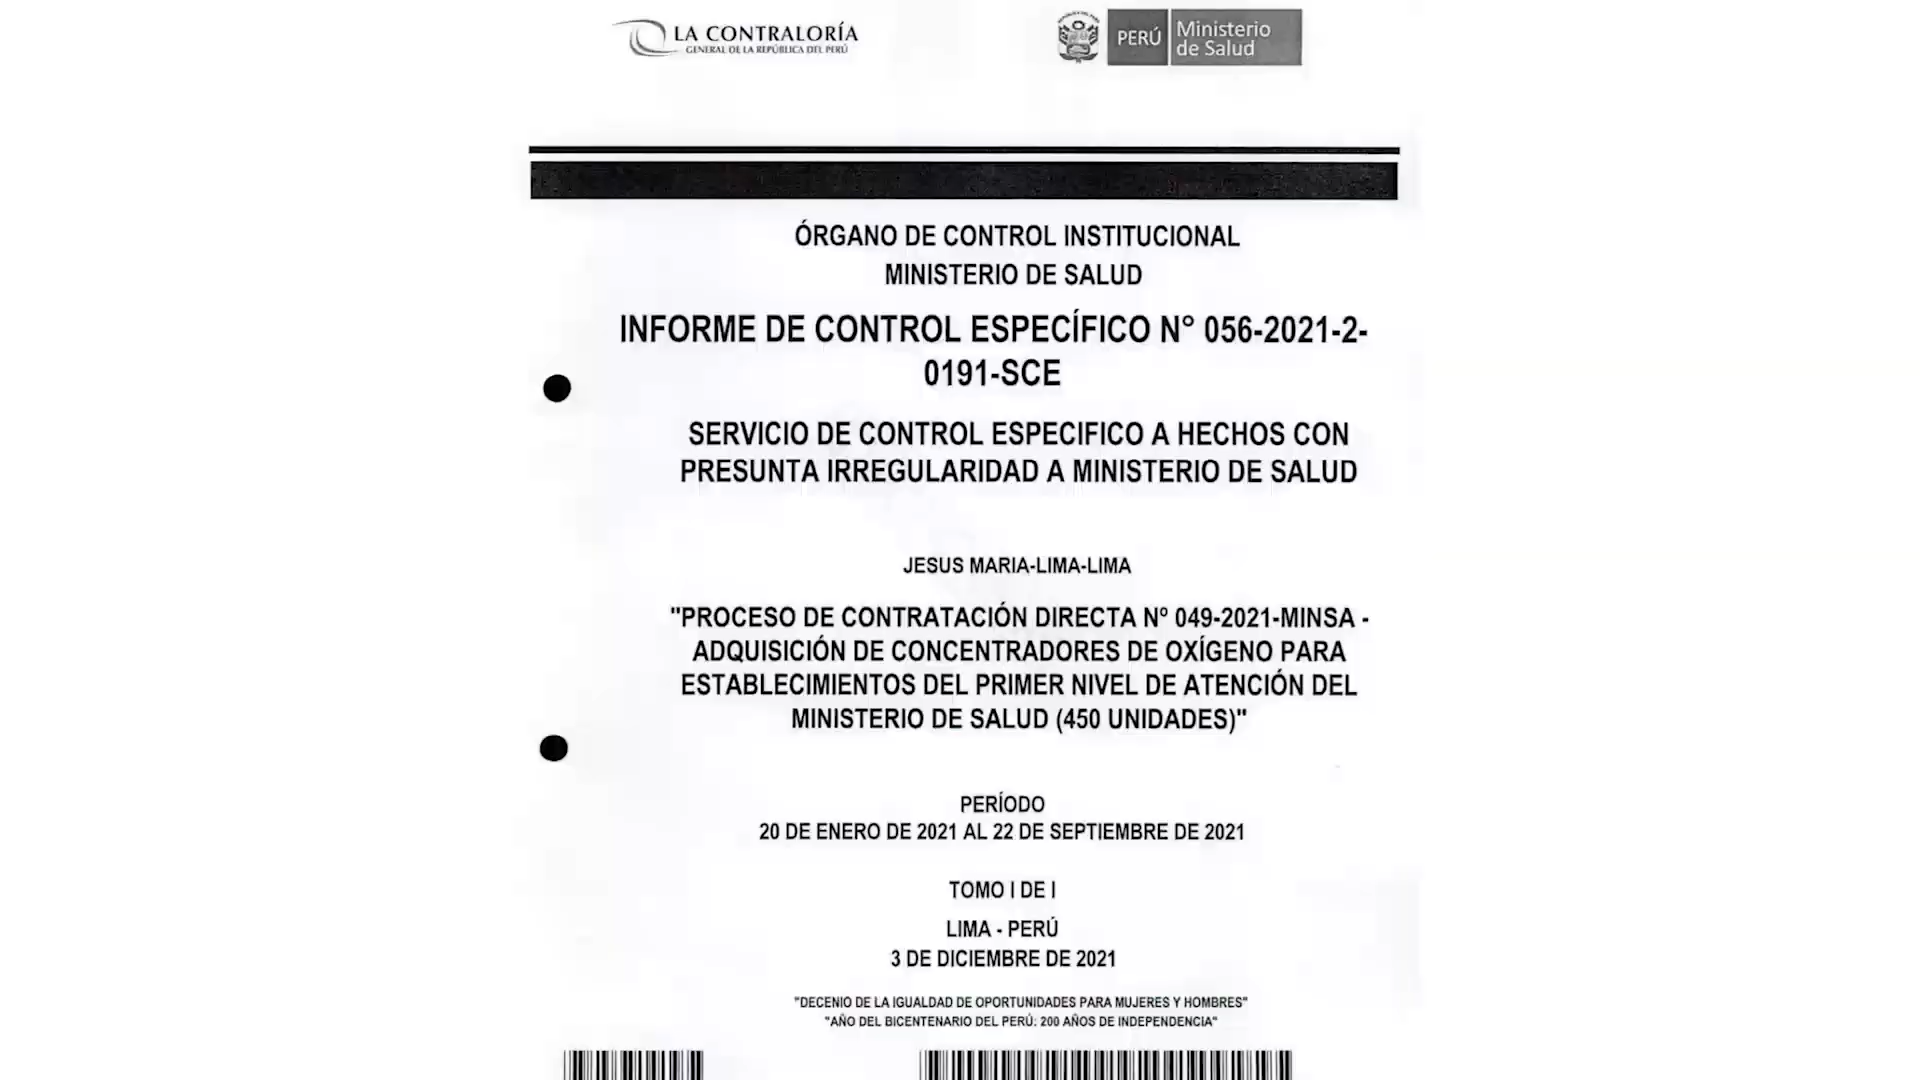 LA CONTRALORÍA
GENERAL DE LA REPÚBLICA DEL PERÚ
PERÚ
Ministerio
de Salud
ÓRGANO DE CONTROL INSTITUCIONAL
MINISTERIO DE SALUD
INFORME DE CONTROL ESPECÍFICO N° 056-2021-2-
0191-SCE
SERVICIO DE CONTROL ESPECIFICO A HECHOS CON
PRESUNTA IRREGULARIDAD A MINISTERIO DE SALUD
JESUS MARIA-LIMA-LIMA
"PROCESO DE CONTRATACIÓN DIRECTA Nº 049-2021-MINSA -
ADQUISICIÓN DE CONCENTRADORES DE OXÍGENO PARA
ESTABLECIMIENTOS DEL PRIMER NIVEL DE ATENCIÓN DEL
MINISTERIO DE SALUD (450 UNIDADES)"
PERÍODO
20 DE ENERO DE 2021 AL 22 DE SEPTIEMBRE DE 2021
TOMO I DE I
LIMA - PERÚ
3 DE DICIEMBRE DE 2021
"DECENIO DE LA IGUALDAD DE OPORTUNIDADES PARA MUJERES Y HOMBRES"
"AÑO DEL BICENTENARIO DEL PERÚ: 200 AÑOS DE INDEPENDENCIA"